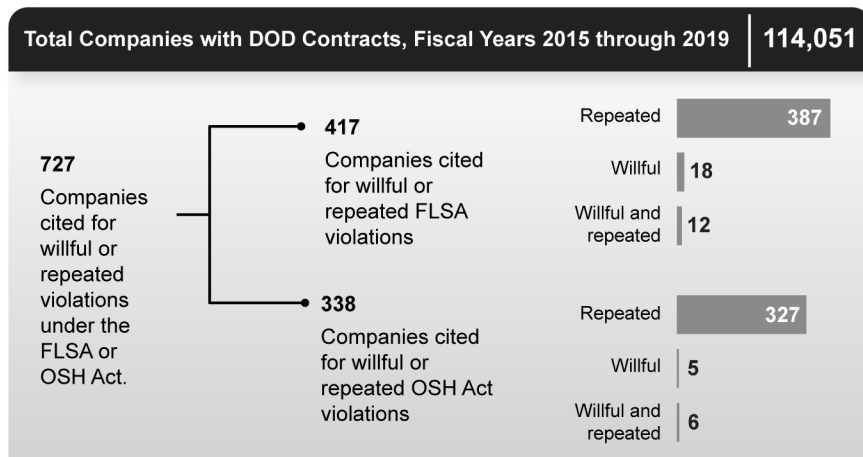 Total Companies with DOD Contracts, Fiscal Years 2015 through 2019 114,051
727
Companies
cited for
willful or
repeated
violations
under the
FLSA or
OSH Act.
417
Companies cited
for willful or
repeated FLSA
violations
Repeated 387
Willful 18
Willful and
repeated 12
338
Companies cited
for willful or
repeated OSH Act
violations
Repeated 327
Willful 5
Willful and
repeated 6